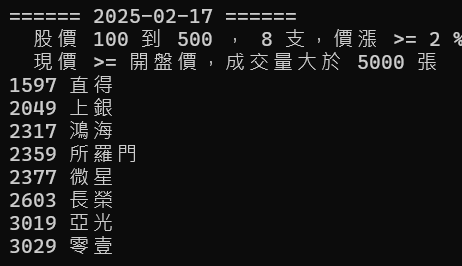 ====== 2025-02-17 ======
股價 100 到 500 ， 8 支，價漲 >= 2 %
現價 >= 開盤價，成交量大於 5000 張
1597 直得
2049 上銀
2317 鴻海
2359 所羅門
2377 微星
2603 長榮
3019 亞光
3029 零壹